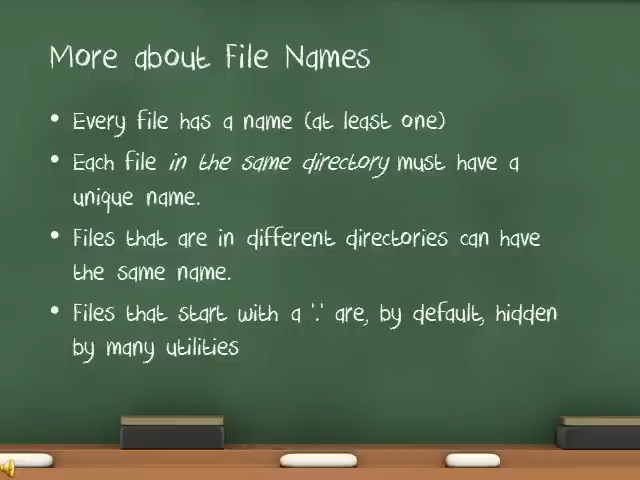 More about File Names
• Every file has a name (at least one)
• Each file in the same directory must have a
unique name.
• Files that are in different directories can have
the same name.
• Files that start with a '.' are, by default, hidden
by many utilities